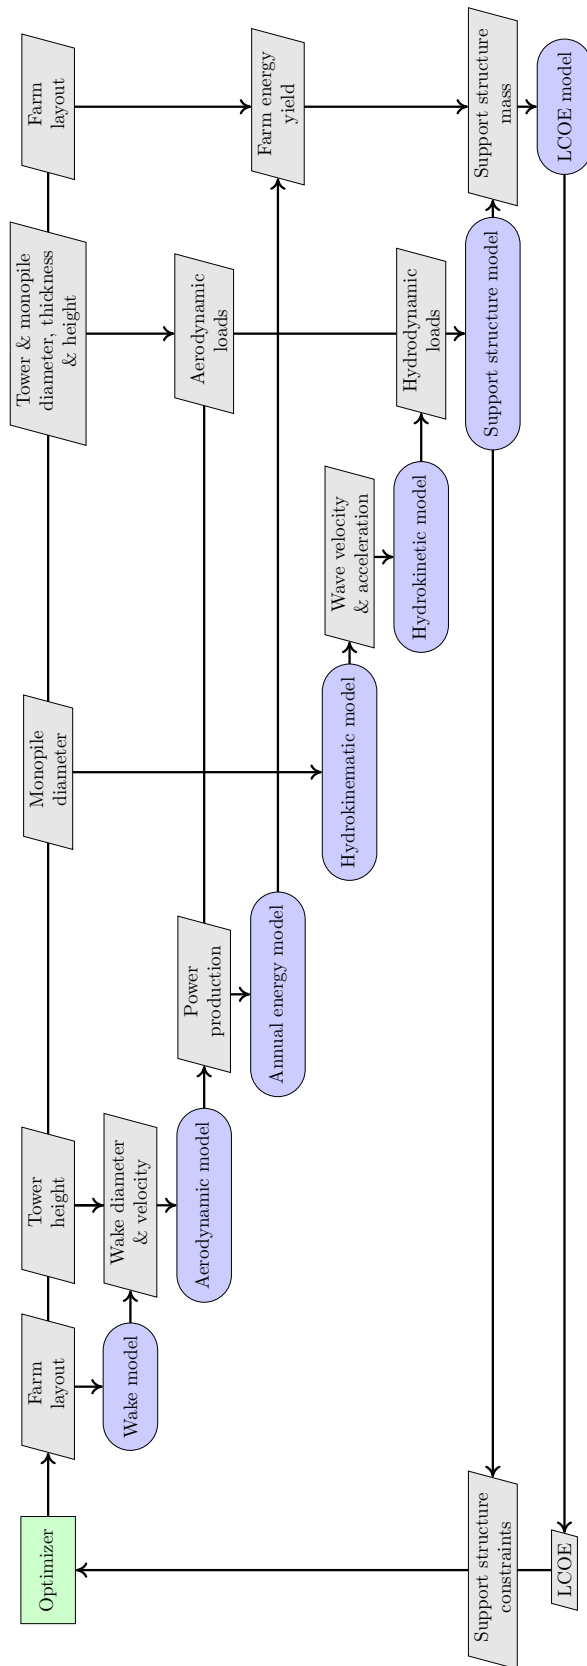 Optimizer
Farm
layout
Tower
height
Monopile
diameter
Tower & monopile
diameter, thickness
& height
Farm
layout
Wake model
Wake diameter
& velocity
Aerodynamic model
Power
production
Aerodynamic
loads
Annual energy model
Farm energy
yield
Hydrokinematic model
Wave velocity
& acceleration
Hydrokinetic model
Hydrodynamic
loads
Support structure
constraints
Support structure model
Support structure
mass
LCOE
LCOE model